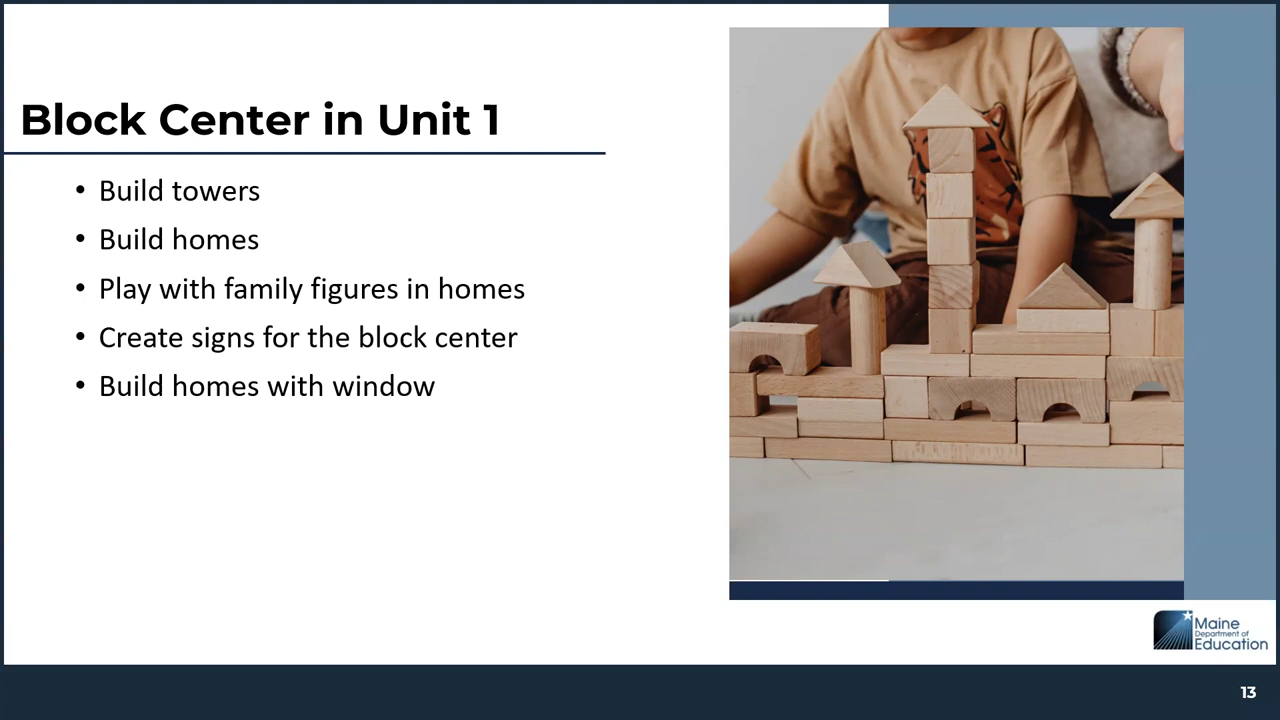 Block Center in Unit 1
• Build towers
• Build homes
• Play with family figures in homes
• Create signs for the block center
• Build homes with window
Maine
Department of
Education
13